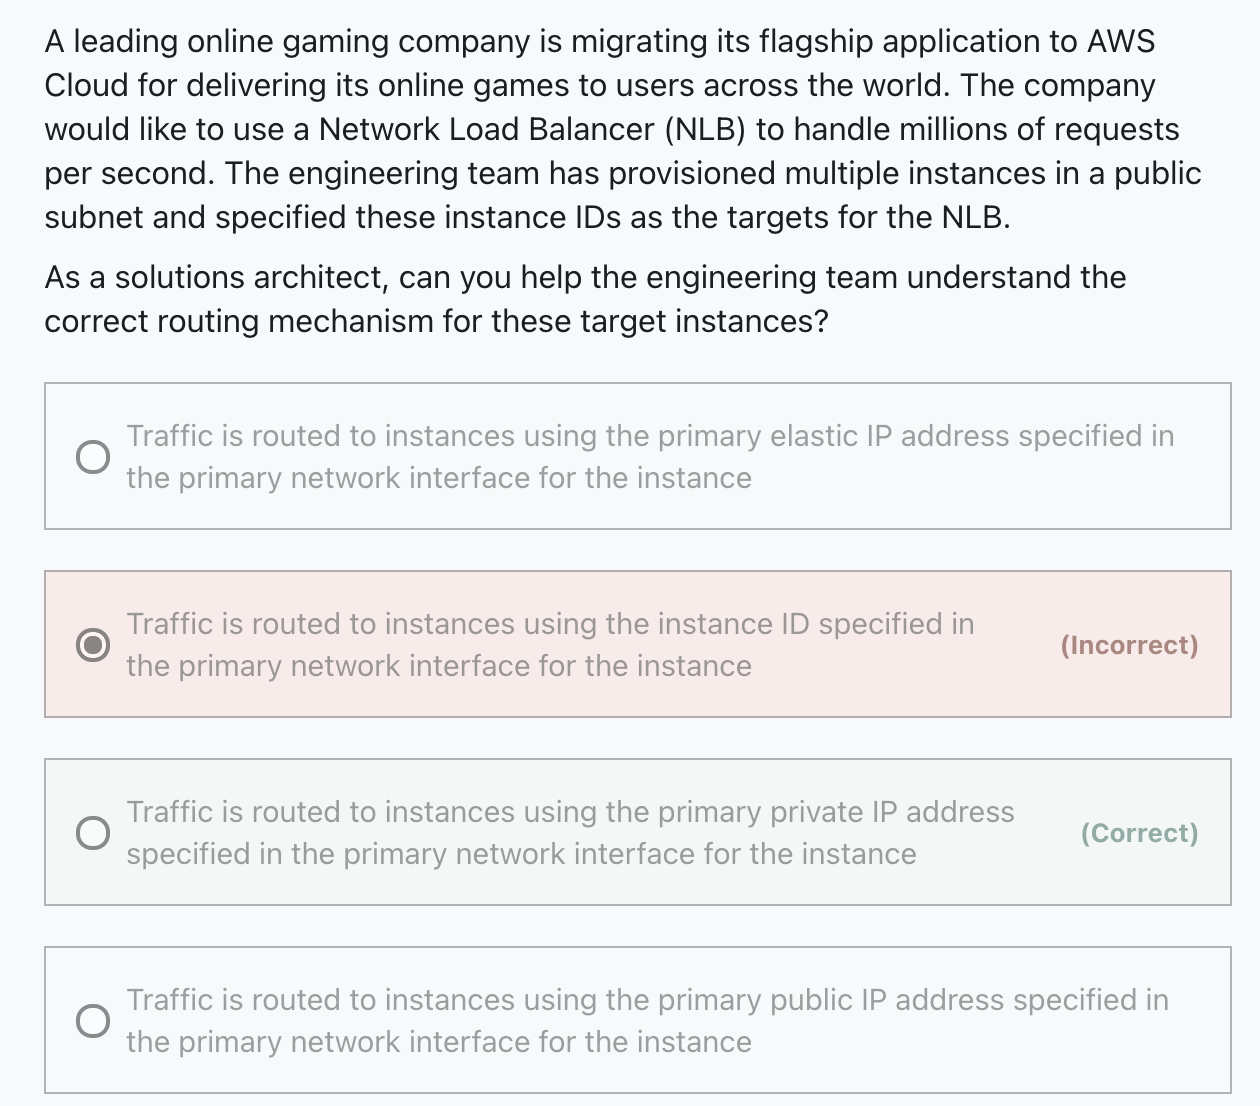 A leading online gaming company is migrating its flagship application to AWS
Cloud for delivering its online games to users across the world. The company
would like to use a Network Load Balancer (NLB) to handle millions of requests
per second. The engineering team has provisioned multiple instances in a public
subnet and specified these instance IDs as the targets for the NLB.
As a solutions architect, can you help the engineering team understand the
correct routing mechanism for these target instances?
Traffic is routed to instances using the primary elastic IP address specified in
the primary network interface for the instance
Traffic is routed to instances using the instance ID specified in
the primary network interface for the instance
(Incorrect)
Traffic is routed to instances using the primary private IP address
specified in the primary network interface for the instance
(Correct)
Traffic is routed to instances using the primary public IP address specified in
the primary network interface for the instance